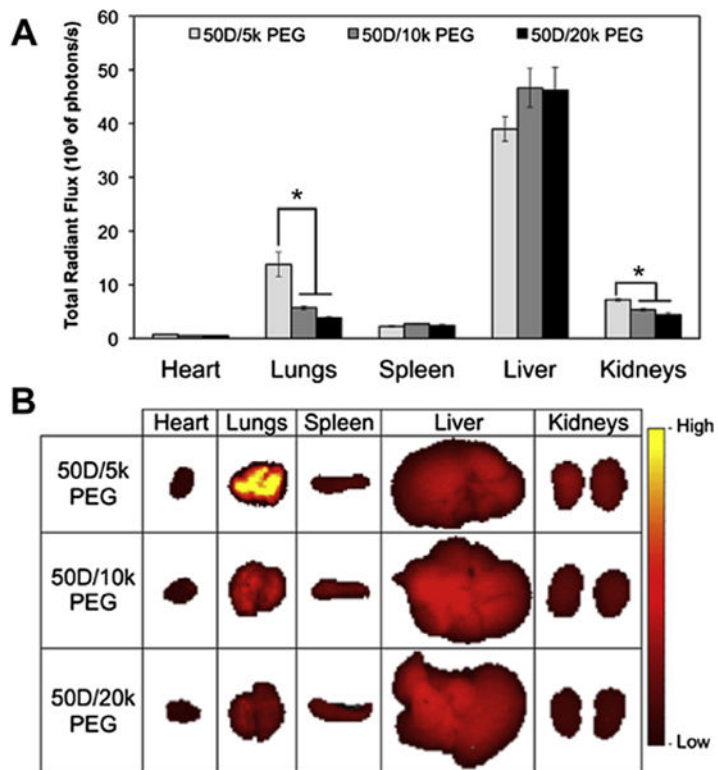 A
60
50
40
30
20
10
0
Total Radiant Flux (10⁹ of photons/s)
50D/5k PEG 50D/10k PEG 50D/20k PEG
* *
Heart Lungs Spleen Liver Kidneys
B
Heart Lungs Spleen Liver Kidneys
50D/5k
PEG
50D/10k
PEG
50D/20k
PEG
High
Low